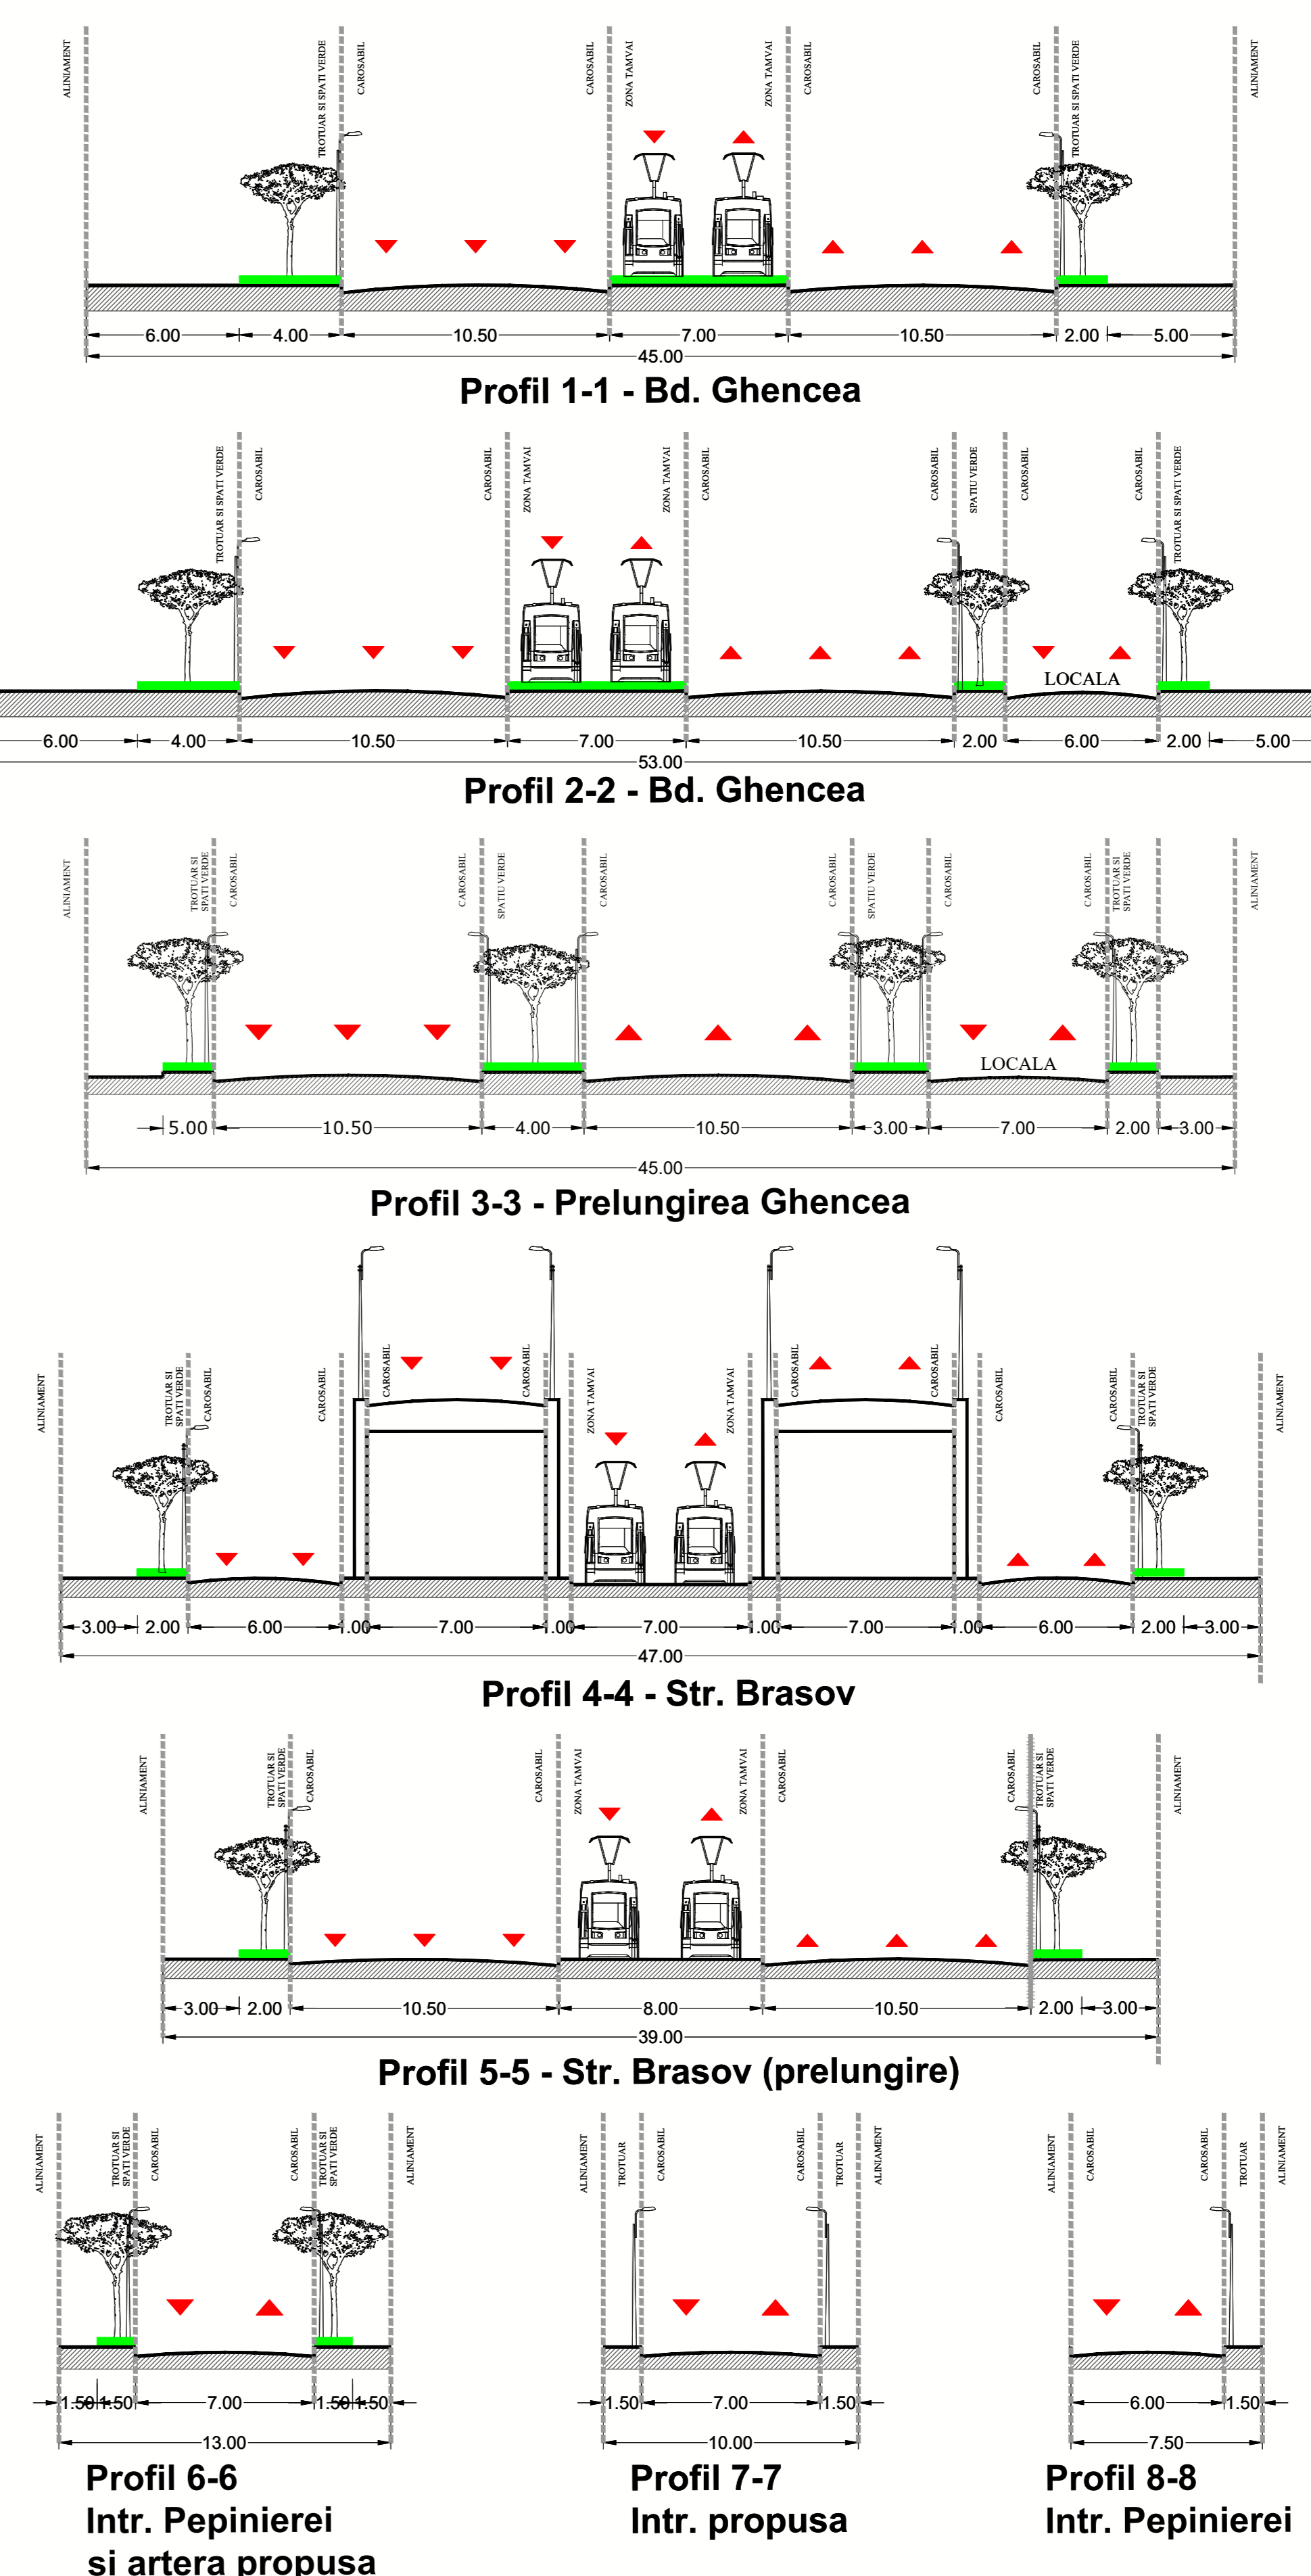 ALINIAMENT
TROTUAR SI SPATI VERDE
CAROSABIL
CAROSABIL
ZONA TAMVAI
ZONA TAMVAI
CAROSABIL
CAROSABIL
TROTUAR SI SPATI VERDE
ALINIAMENT
6.00 4.00 10.50 7.00 10.50 2.00 5.00
45.00
Profil 1-1 - Bd. Ghencea
TROTUAR SI SPATI VERDE
CAROSABIL
CAROSABIL
ZONA TAMVAI
ZONA TAMVAI
CAROSABIL
CAROSABIL
SPATIU VERDE
CAROSABIL
CAROSABIL
TROTUAR SI SPATI VERDE
LOCALA
6.00 4.00 10.50 7.00 10.50 2.00 6.00 2.00 5.00
53.00
Profil 2-2 - Bd. Ghencea
ALINIAMENT
TROTUAR SI
SPATI VERDE
CAROSABIL
CAROSABIL
SPATIU VERDE
CAROSABIL
CAROSABIL
SPATIU VERDE
CAROSABIL
CAROSABIL
TROTUAR SI
SPATI VERDE
ALINIAMENT
LOCALA
5.00 10.50 4.00 10.50 3.00 7.00 2.00 3.00
45.00
Profil 3-3 - Prelungirea Ghencea
ALINIAMENT
TROTUAR SI
SPATI VERDE
CAROSABIL
CAROSABIL
CAROSABIL
CAROSABIL
ZONA TAMVAI
ZONA TAMVAI
CAROSABIL
CAROSABIL
CAROSABIL
CAROSABIL
TROTUAR SI
SPATI VERDE
ALINIAMENT
3.00 2.00 6.00 1.00 7.00 1.00 7.00 1.00 7.00 1.00 6.00 2.00 3.00
47.00
Profil 4-4 - Str. Brasov
ALINIAMENT
TROTUAR SI
SPATI VERDE
CAROSABIL
CAROSABIL
ZONA TAMVAI
ZONA TAMVAI
CAROSABIL
CAROSABIL
TROTUAR SI
SPATI VERDE
ALINIAMENT
3.00 2.00 10.50 8.00 10.50 2.00 3.00
39.00
Profil 5-5 - Str. Brasov (prelungire)
ALINIAMENT
TROTUAR SI
SPATI VERDE
CAROSABIL
CAROSABIL
TROTUAR SI
SPATI VERDE
ALINIAMENT
1.50 1.50 7.00 1.50 1.50
13.00
Profil 6-6
Intr. Pepinierei
si artera propusa
ALINIAMENT
TROTUAR
CAROSABIL
CAROSABIL
TROTUAR
ALINIAMENT
1.50 7.00 1.50
10.00
Profil 7-7
Intr. propusa
ALINIAMENT
CAROSABIL
CAROSABIL
TROTUAR
ALINIAMENT
6.00 1.50
7.50
Profil 8-8
Intr. Pepinierei